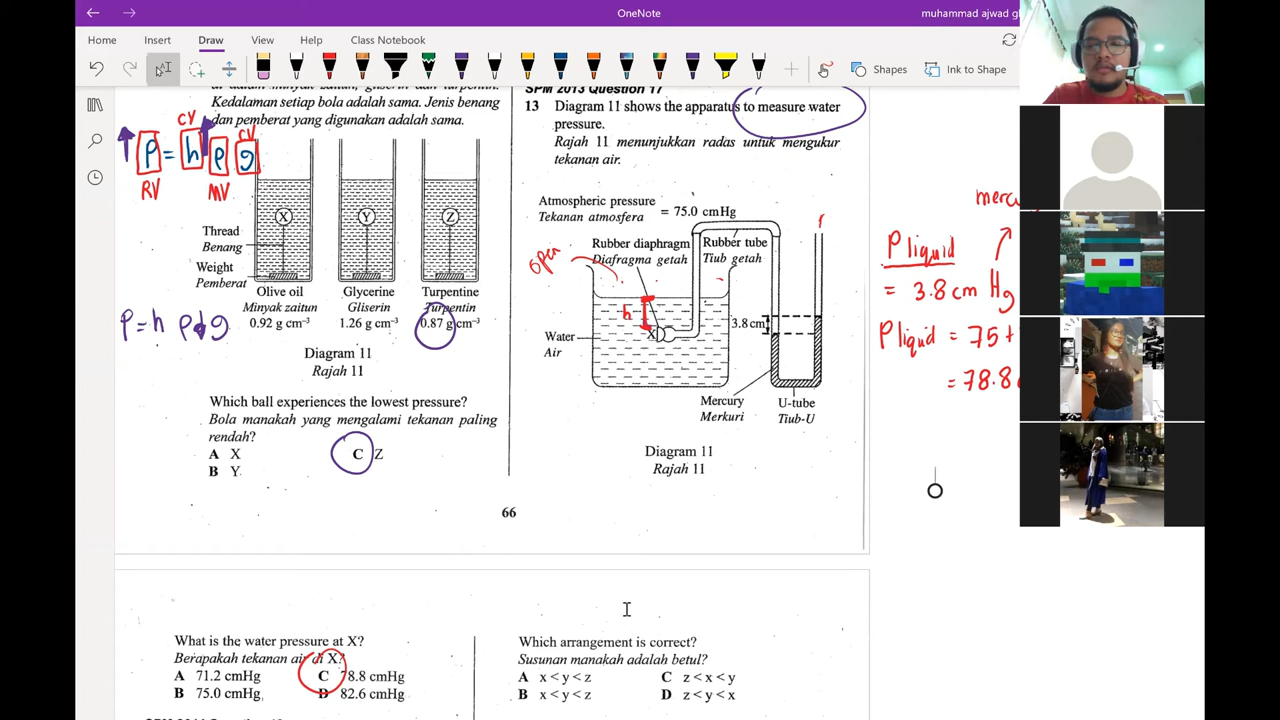 OneNote
muhammad ajwad gh
Home Insert Draw View Help Class Notebook
Shapes Ink to Share
dan pemberat yang digunakan adalah sama.
Kedalaman setiap bola adalah sama. Jenis benang
P = h ρ g
CV
CV
RV
MV
Thread
Benang
Weight
Pemberat
X
Y
Z
Olive oil
Minyak zaitun
0.92 g cm⁻³
Glycerine
Gliserin
1.26 g cm⁻³
Turpentine
Turpentin
0.87 g cm⁻³
P = h ρ g
Diagram 11
Rajah 11
Which ball experiences the lowest pressure?
Bola manakah yang mengalami tekanan paling
rendah?
A X
B Y
C Z
SPM 2013 Question 17
13 Diagram 11 shows the apparatus to measure water
pressure.
Rajah 11 menunjukkan radas untuk mengukur
tekanan air.
Atmospheric pressure
Tekanan atmosfera
= 75.0 cmHg
open
Rubber diaphragm
Diafragma getah
Rubber tube
Tiub getah
h
X
3.8 cm
Water
Air
Mercury
Merkuri
U-tube
Tiub-U
Diagram 11
Rajah 11
P liquid
= 3.8 cm Hg
P liquid = 75 +
= 78.8
66
What is the water pressure at X?
Berapakah tekanan air di X?
A 71.2 cmHg
B 75.0 cmHg
C 78.8 cmHg
D 82.6 cmHg
Which arrangement is correct?
Susunan manakah adalah betul?
A x < y < z
B x < y < z
C z < x < y
D z < y < x